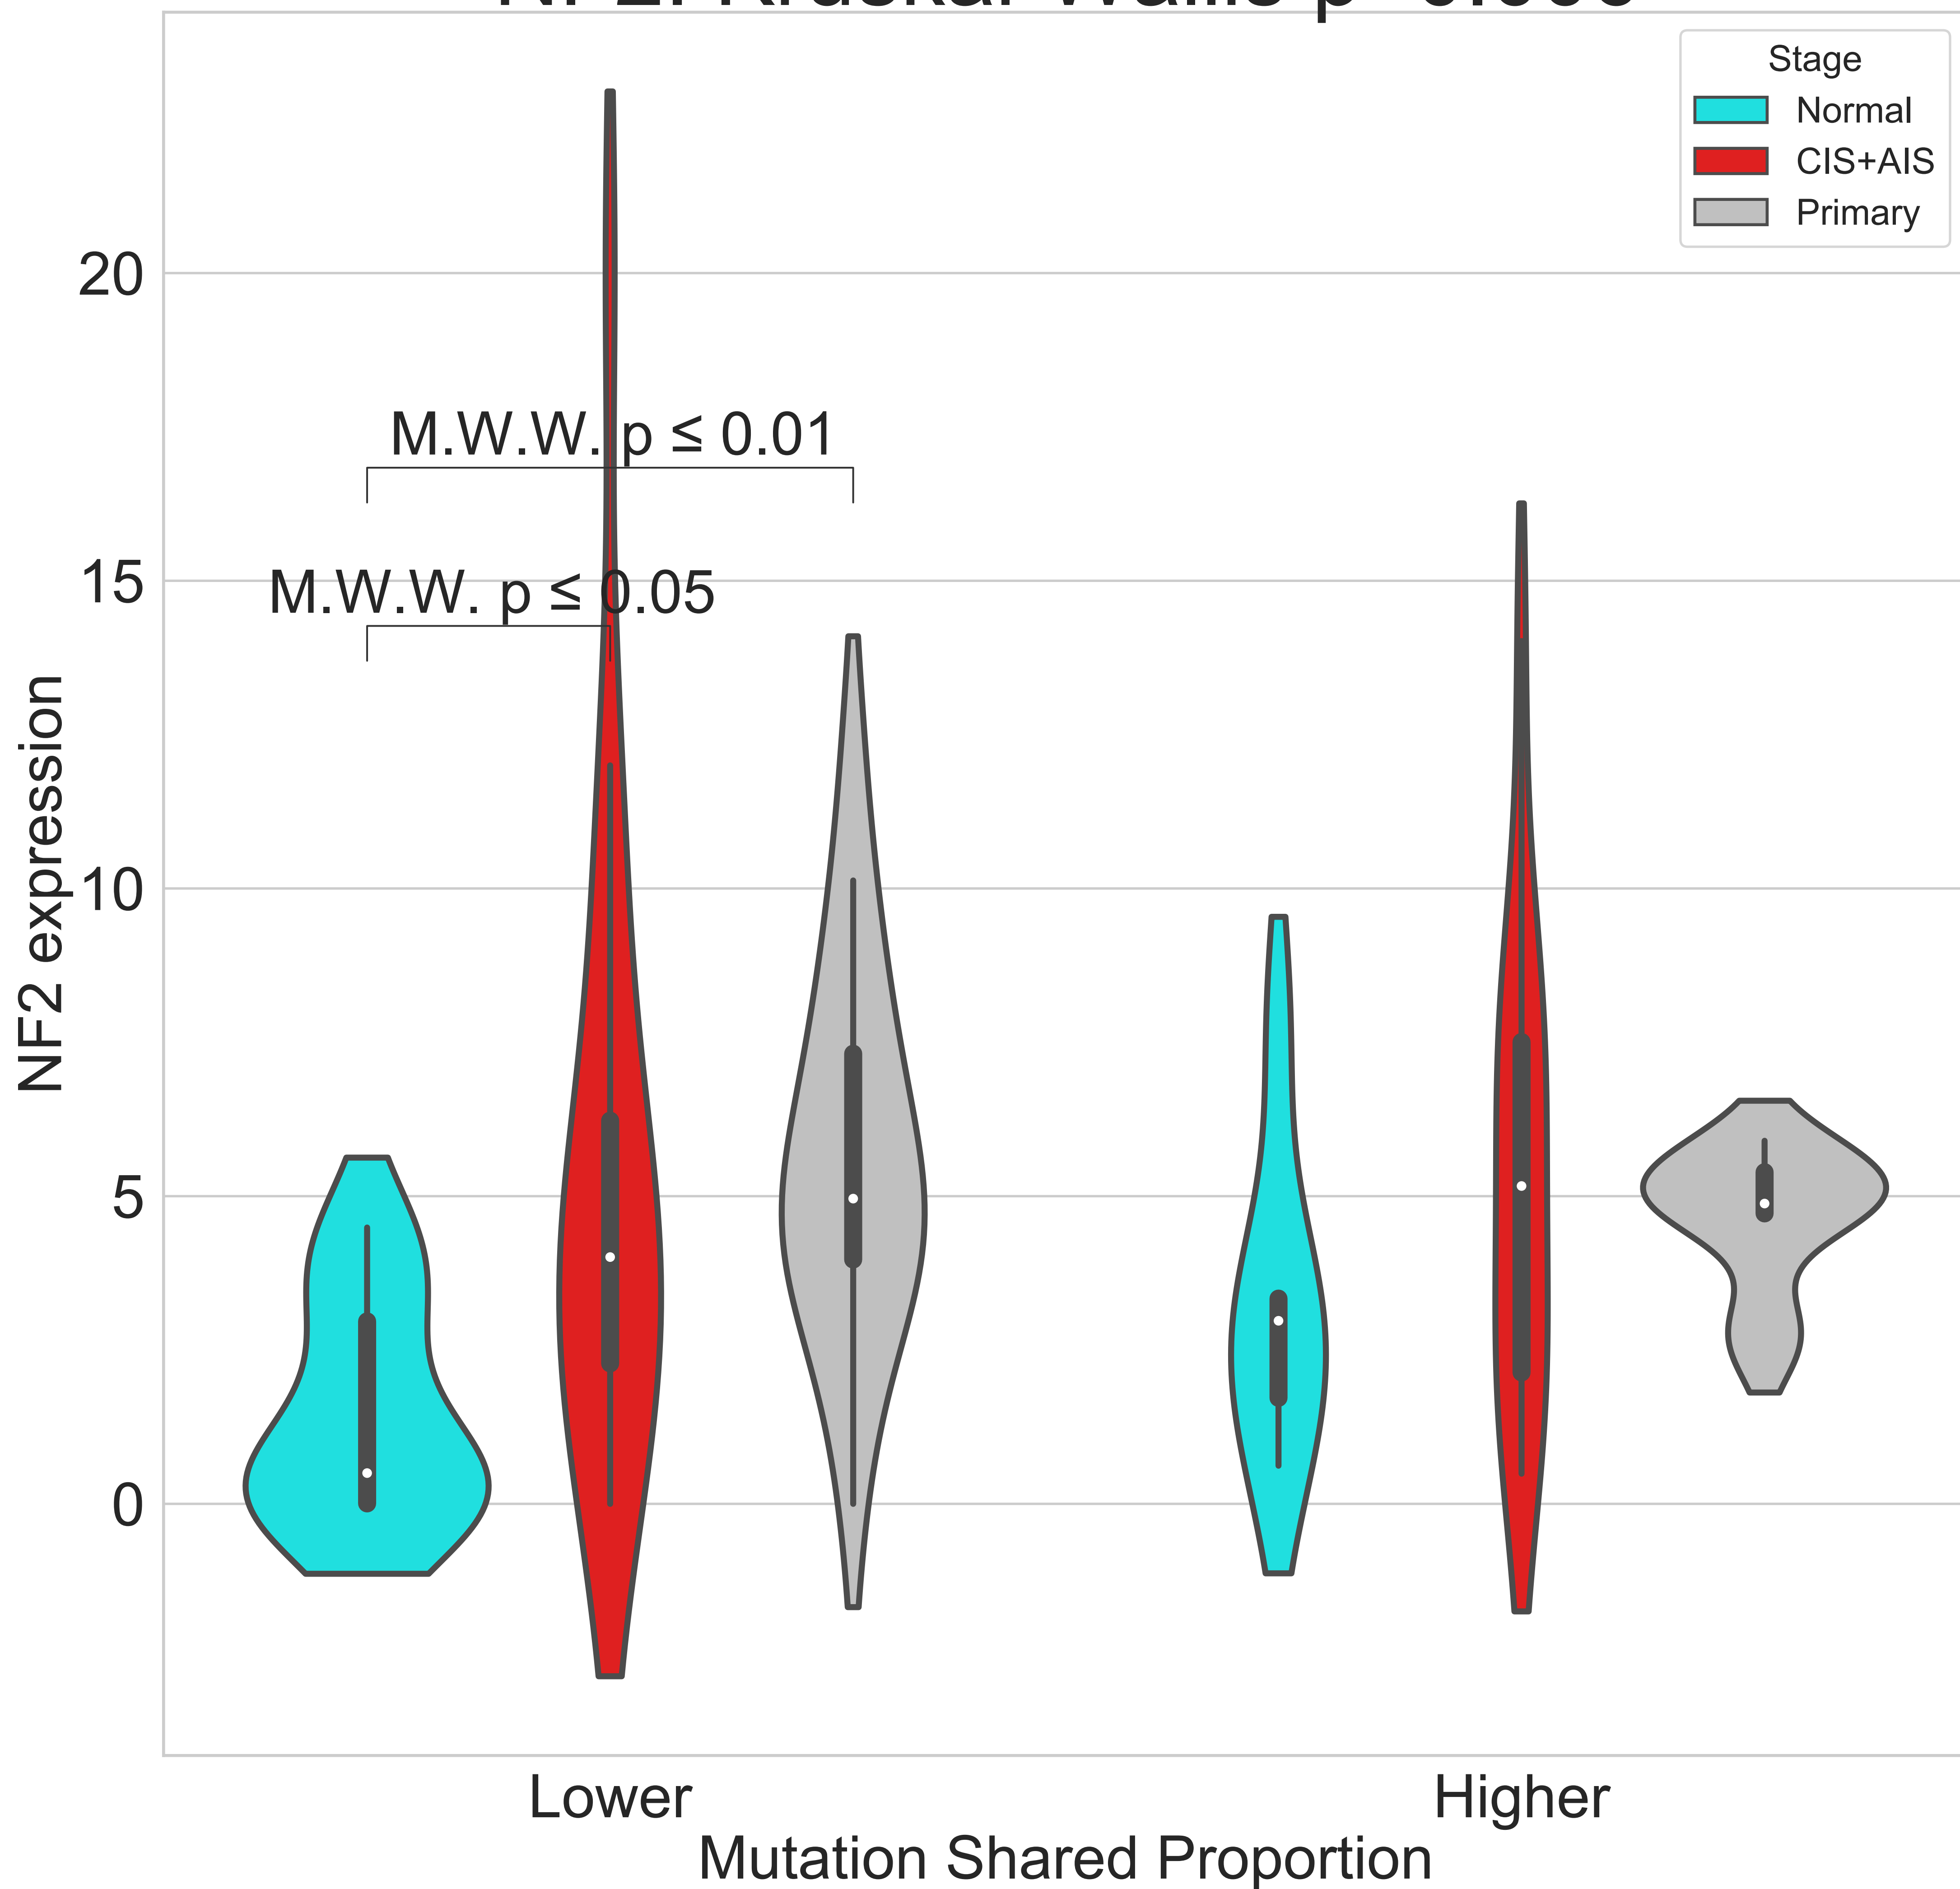 Stage
Normal
CIS+AIS
Primary
20
15
10
5
0
NF2 expression
M.W.W. p ≤ 0.01
M.W.W. p ≤ 0.05
Lower
Higher
Mutation Shared Proportion